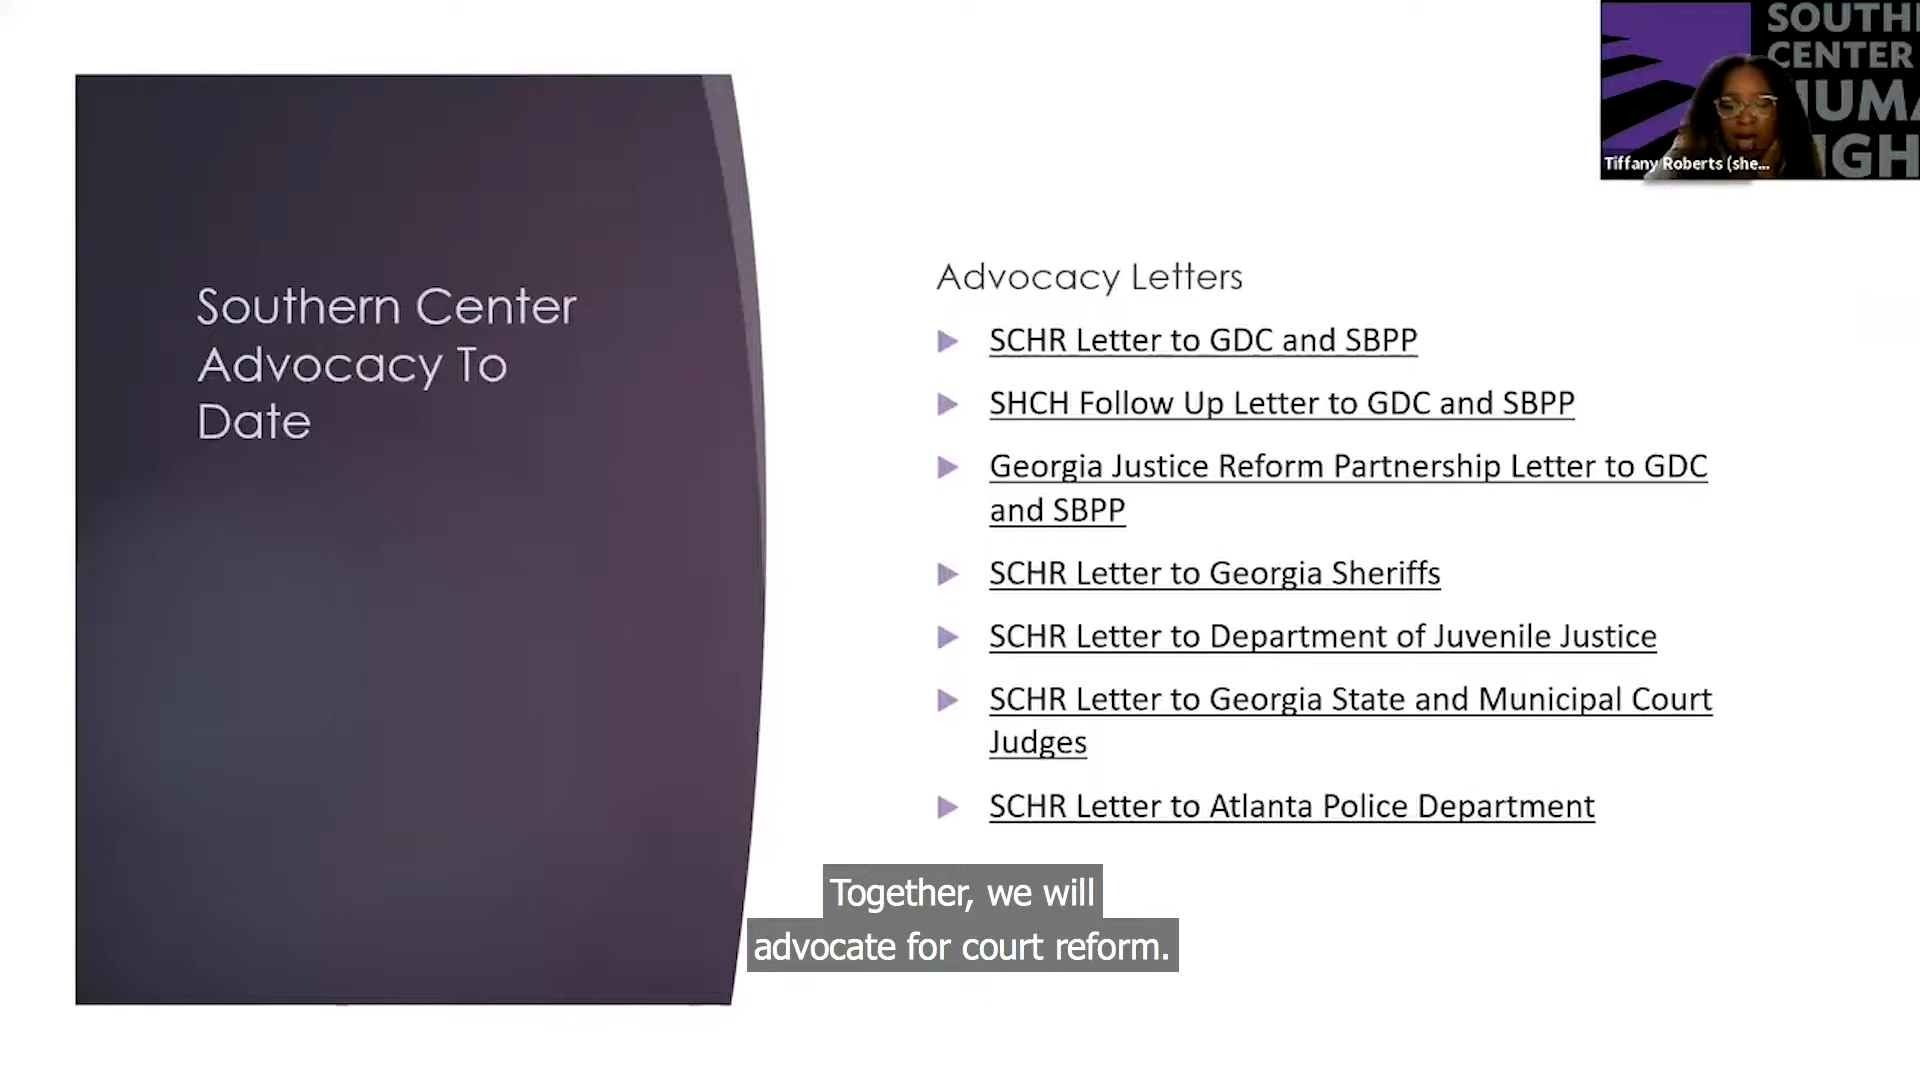 SOUTH
CENTER
HUMA
IGH
Tiffany Roberts (she...
Southern Center
Advocacy To
Date
Advocacy Letters
SCHR Letter to GDC and SBPP
SHCH Follow Up Letter to GDC and SBPP
Georgia Justice Reform Partnership Letter to GDC
and SBPP
SCHR Letter to Georgia Sheriffs
SCHR Letter to Department of Juvenile Justice
SCHR Letter to Georgia State and Municipal Court
Judges
SCHR Letter to Atlanta Police Department
Together, we will
advocate for court reform.